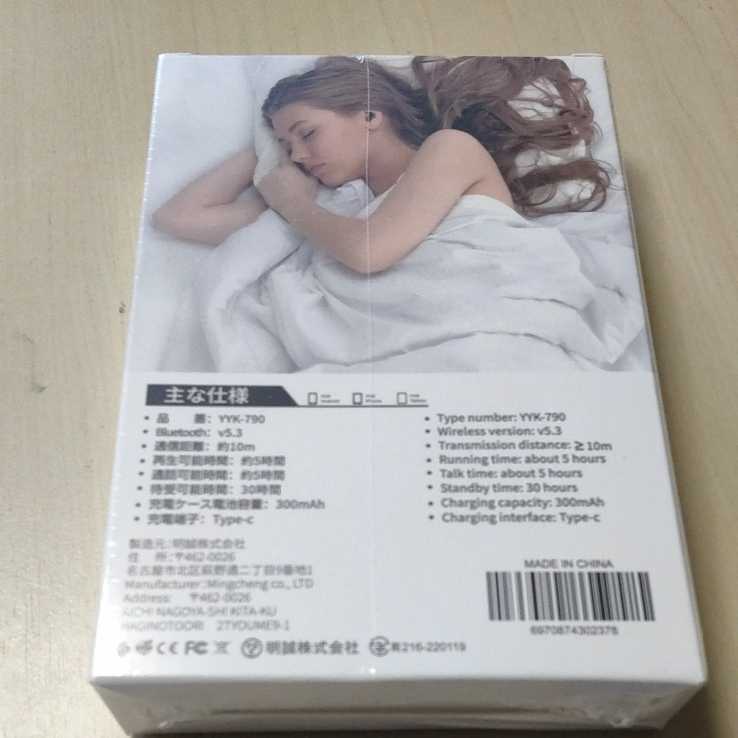 主な仕様
・品　　番：YYK-790
・Bluetooth：v5.3
・通信距離：約10m
・再生可能時間：約5時間
・通話可能時間：約5時間
・待受可能時間：30時間
・充電ケース電池容量：300mAh
・充電端子：Type-c
・Type number: YYK-790
・Wireless version: v5.3
・Transmission distance: ≥10m
・Running time: about 5 hours
・Talk time: about 5 hours
・Standby time: 30 hours
・Charging capacity: 300mAh
・Charging interface: Type-c
製造元：明誠株式会社
住　所：〒462-0026
名古屋市北区萩野通二丁目9番地1
Manufacturer:Mingcheng co., LTD
Address: 〒462-0026
AICHI NAGOYA-SHI KITA-KU
HAGINOTOORI 2TYOUME9-1
CE FC 明誠株式会社 216-220119
MADE IN CHINA
6970874302378